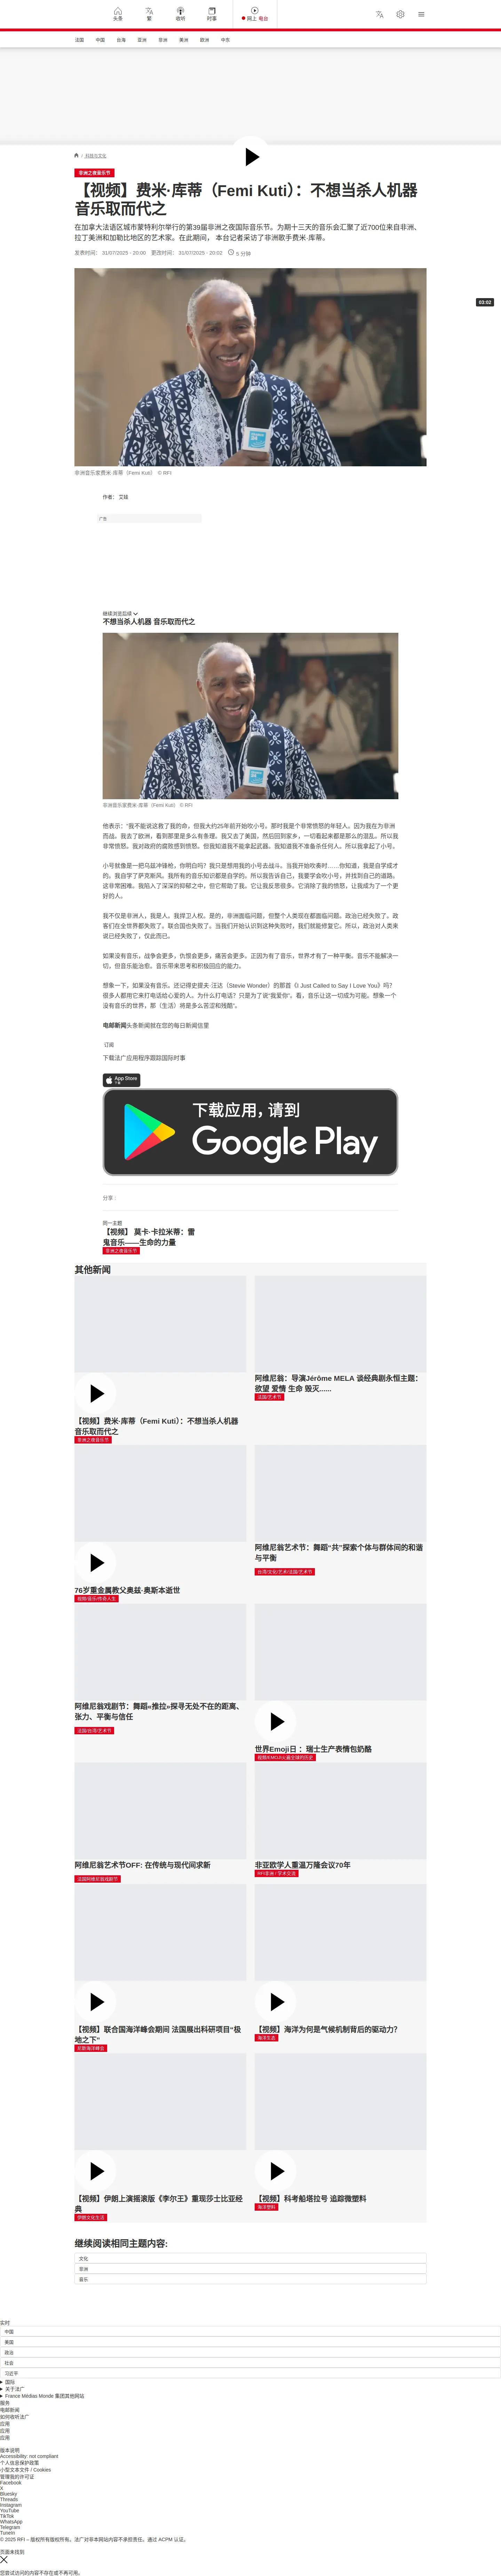 头条
繁
收听
时事
网上 电台
法国
中国
台海
亚洲
非洲
美洲
欧洲
中东
/ 科技与文化
非洲之夜音乐节
【视频】费米·库蒂（Femi Kuti）：不想当杀人机器
音乐取而代之
在加拿大法语区城市蒙特利尔举行的第39届非洲之夜国际音乐节。为期十三天的音乐会汇聚了近700位来自非洲、
拉丁美洲和加勒比地区的艺术家。在此期间， 本台记者采访了非洲歌手费米·库蒂。
发表时间： 31/07/2025 - 20:00 更改时间： 31/07/2025 - 20:02 5 分钟
03:02
非洲音乐家费米·库蒂（Femi Kuti） © RFI
作者： 艾娃
广告
继续浏览后续
不想当杀人机器 音乐取而代之
非洲音乐家费米·库蒂（Femi Kuti） © RFI
他表示：“我不能说这救了我的命。但我大约25年前开始吹小号。那时我是个非常愤怒的年轻人。因为我在为非洲
而战。我去了欧洲，看到那里是多么有条理。我又去了美国。然后回到家乡，一切看起来都是那么的混乱。所以我
非常愤怒。我对政府的腐败感到愤怒。但我知道我不能拿起武器。我知道我不准备杀任何人。所以我拿起了小号。
小号就像是一把乌兹冲锋枪，你明白吗？我只是想用我的小号去战斗。当我开始吹奏时……你知道，我是自学成才
的。我自学了萨克斯风。我所有的音乐知识都是自学的。所以我告诉自己，我要学会吹小号，并找到自己的道路。
这非常困难。我陷入了深深的抑郁之中，但它帮助了我。它让我反思很多。它消除了我的愤怒，让我成为了一个更
好的人。
我不仅是非洲人，我是人。我捍卫人权。是的，非洲面临问题，但整个人类现在都面临问题。政治已经失败了。政
客们在全世界都失败了。联合国也失败了。当我们开始认识到这种失败时，我们就能修复它。所以，政治对人类来
说已经失败了，仅此而已。
如果没有音乐，战争会更多，仇恨会更多，痛苦会更多。正因为有了音乐，世界才有了一种平衡。音乐不能解决一
切，但音乐能治愈。音乐带来思考和积极回应的能力。
想象一下，如果没有音乐。还记得史提夫·汪达（Stevie Wonder）的那首《I Just Called to Say I Love You》吗？
很多人都用它来打电话给心爱的人。为什么打电话？只是为了说“我爱你”。看，音乐让这一切成为可能。想象一个
没有音乐的世界。那《生活》将是多么苦涩和残酷”。
电邮新闻头条新闻就在您的每日新闻信里
订阅
下载法广应用程序跟踪国际时事
App Store
下载应用，请到
Google Play
分享 :
同一主题
【视频】 莫卡·卡拉米蒂：雷
鬼音乐——生命的力量
非洲之夜音乐节
其他新闻
【视频】费米·库蒂（Femi Kuti）：不想当杀人机器
音乐取而代之
非洲之夜音乐节
阿维尼翁：导演Jérôme MELA 谈经典剧永恒主题：
欲望 爱情 生命 毁灭......
法国/艺术节
76岁重金属教父奥兹·奥斯本逝世
视频/音乐/传奇人生
阿维尼翁艺术节：舞蹈“共”探索个体与群体间的和谐
与平衡
台湾/文化/艺术/法国/艺术节
阿维尼翁戏剧节：舞蹈«推拉»探寻无处不在的距离、
张力、平衡与信任
法国/台湾/艺术节
世界Emoji日 ：瑞士生产表情包奶酪
视频/EMOJI火遍全球的历史
阿维尼翁艺术节OFF: 在传统与现代间求新
法国阿维尼翁戏剧节
非亚欧学人重温万隆会议70年
RFI非洲 / 学术交流
【视频】联合国海洋峰会期间 法国展出科研项目“极
地之下”
尼斯海洋峰会
【视频】海洋为何是气候机制背后的驱动力？
海洋生态
【视频】伊朗上演摇滚版《李尔王》重现莎士比亚经
典
伊朗文化生活
【视频】科考船塔拉号 追踪微塑料
海洋塑料
继续阅读相同主题内容:
文化
非洲
音乐
实时
中国
美国
政治
社会
习近平
国际
关于法广
France Médias Monde 集团其他网站
服务
电邮新闻
如何收听法广
应用
应用
应用
版本说明
Accessibility: not compliant
个人信息保护政策
小型文本文件 / Cookies
管理我的许可证
Facebook
X
Bluesky
Threads
Instagram
YouTube
TikTok
WhatsApp
Telegram
TuneIn
© 2025 RFI – 版权所有版权所有。法广对非本网站内容不承担责任。通过 ACPM 认证。
页面未找到
您尝试访问的内容不存在或不再可用。